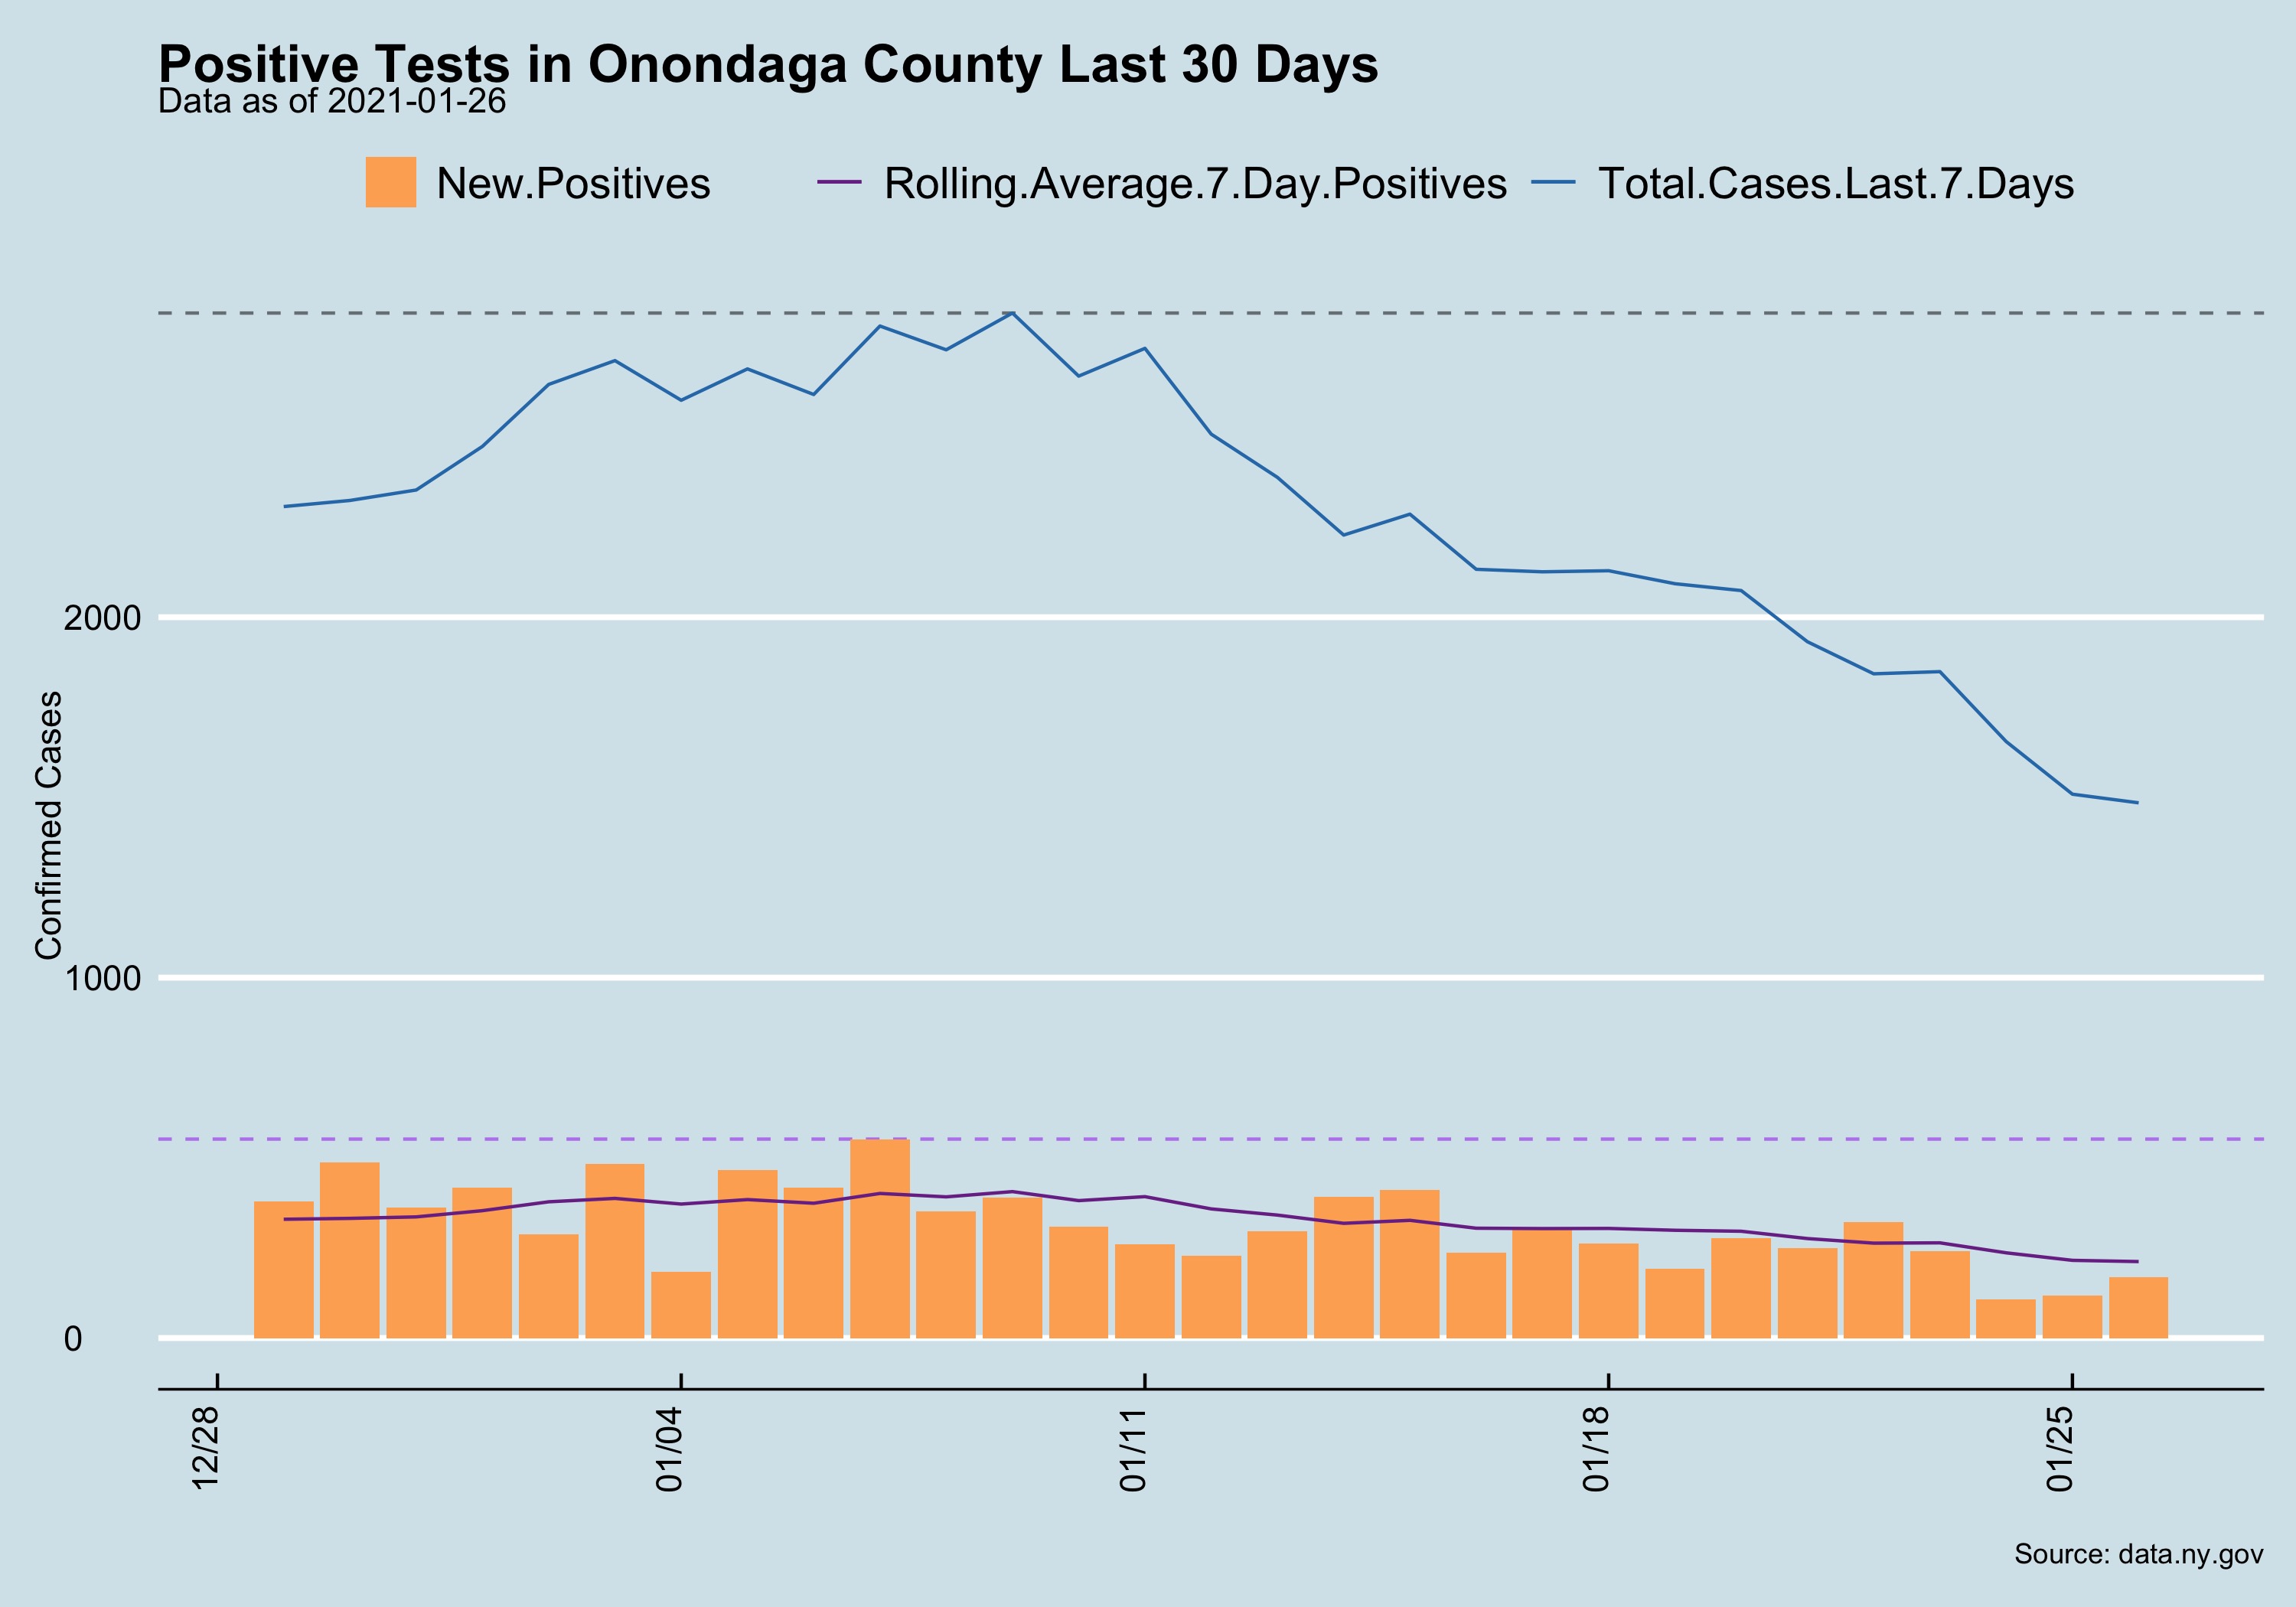 Positive Tests in Onondaga County Last 30 Days
Data as of 2021-01-26
New.Positives
Rolling.Average.7.Day.Positives
Total.Cases.Last.7.Days
Confirmed Cases
2000
1000
0
12/28
01/04
01/11
01/18
01/25
Source: data.ny.gov